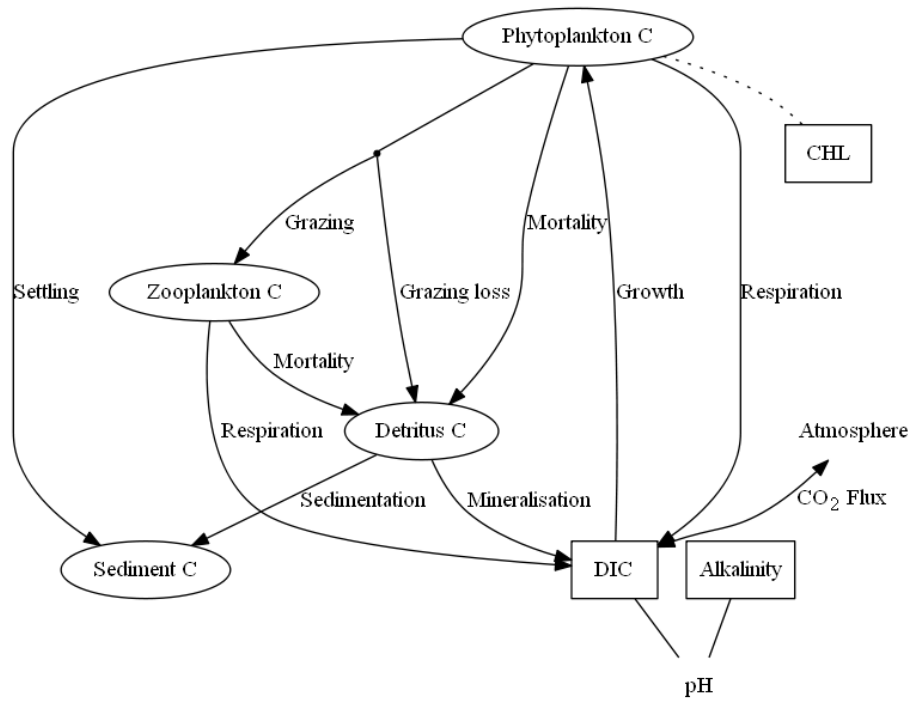 Phytoplankton C
CHL
Grazing
Mortality
Settling
Zooplankton C
Grazing loss
Growth
Respiration
Mortality
Respiration
Detritus C
Atmosphere
Sedimentation
Mineralisation
CO2 Flux
Sediment C
DIC
Alkalinity
pH